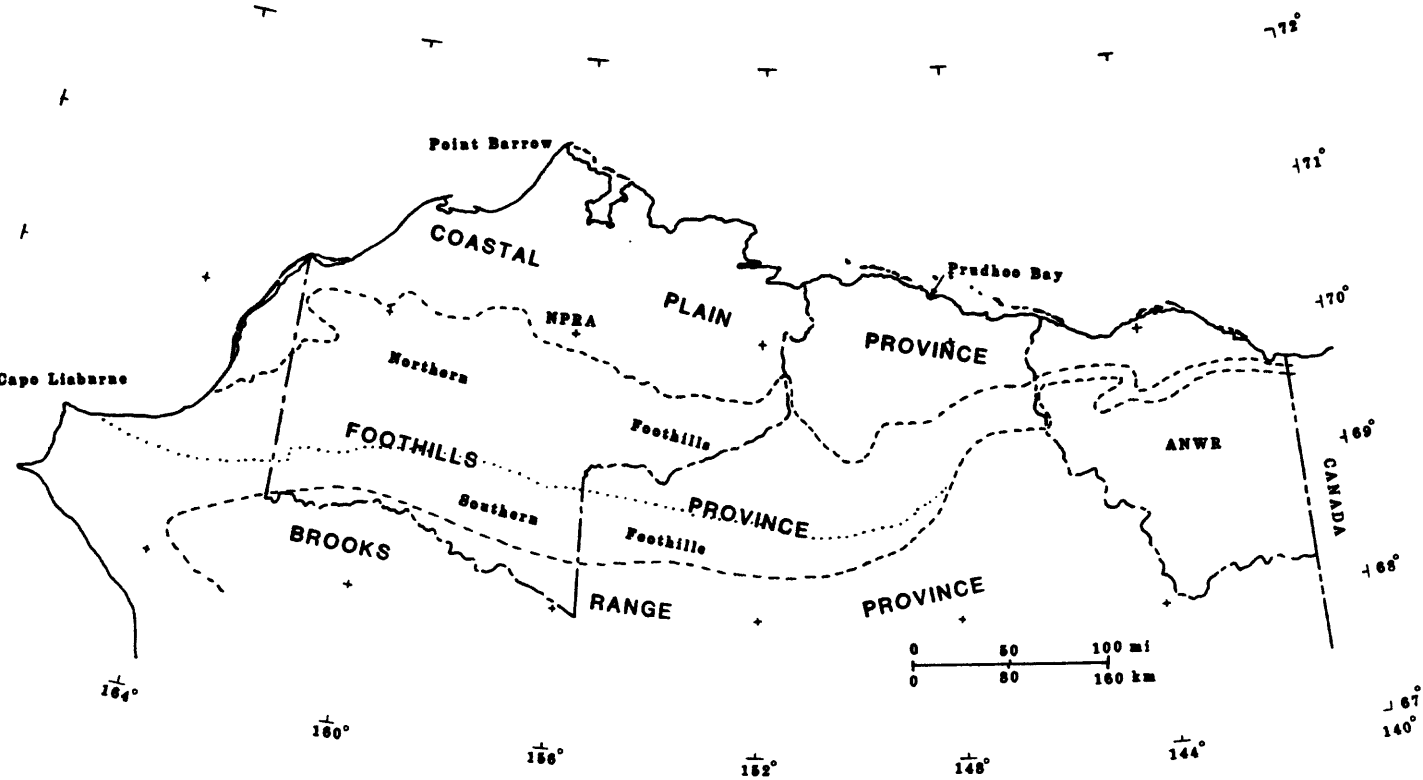 72°
Point Barrow
71°
COASTAL
Prudhoe Bay
PLAIN
70°
NPRA
PROVINCE
Northern
Cape Lisburne
FOOTHILLS
Foothills
69°
ANWR
CANADA
Southern
PROVINCE
BROOKS
Foothills
68°
RANGE
PROVINCE
0 50 100 mi
0 80 160 km
164°
67°
160°
140°
156°
152°
148°
144°